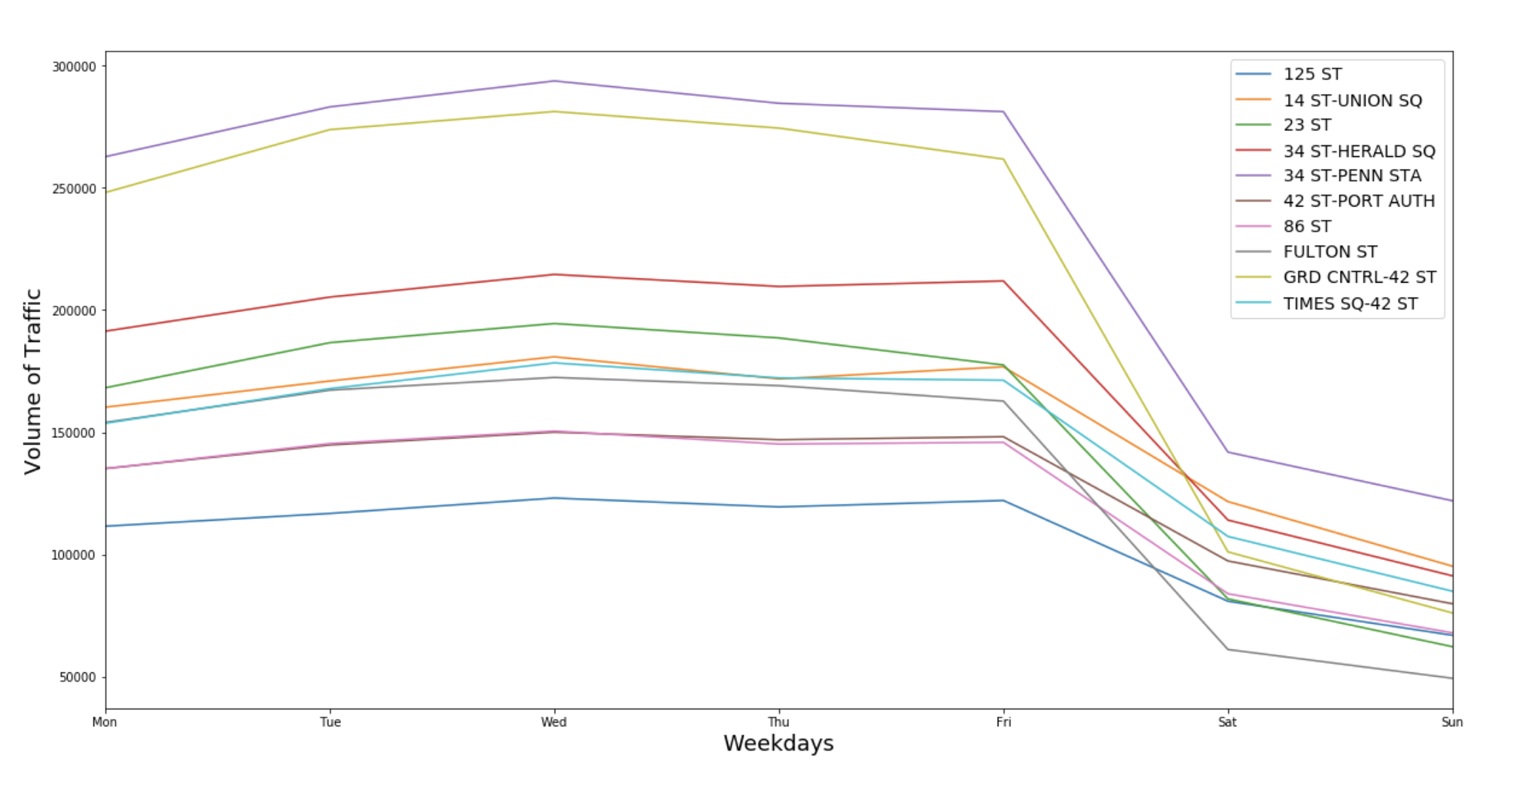 300000
250000
200000
150000
100000
50000
Volume of Traffic
Mon Tue Wed Thu Fri Sat Sun
Weekdays
125 ST
14 ST-UNION SQ
23 ST
34 ST-HERALD SQ
34 ST-PENN STA
42 ST-PORT AUTH
86 ST
FULTON ST
GRD CNTRL-42 ST
TIMES SQ-42 ST